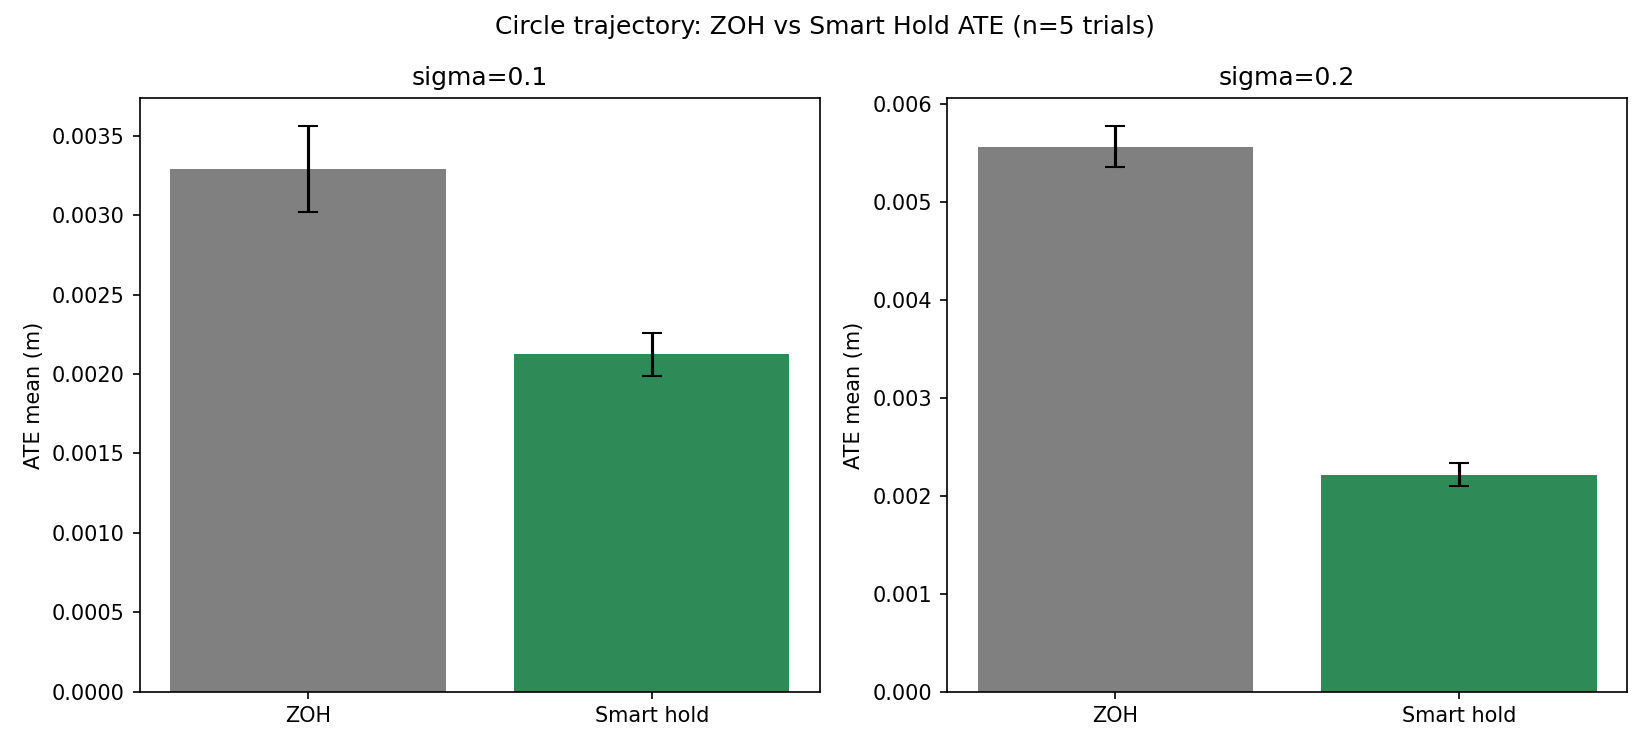 Circle trajectory: ZOH vs Smart Hold ATE (n=5 trials)
sigma=0.1
ATE mean (m)
0.0035
0.0030
0.0025
0.0020
0.0015
0.0010
0.0005
0.0000
ZOH
Smart hold
sigma=0.2
ATE mean (m)
0.006
0.005
0.004
0.003
0.002
0.001
0.000
ZOH
Smart hold